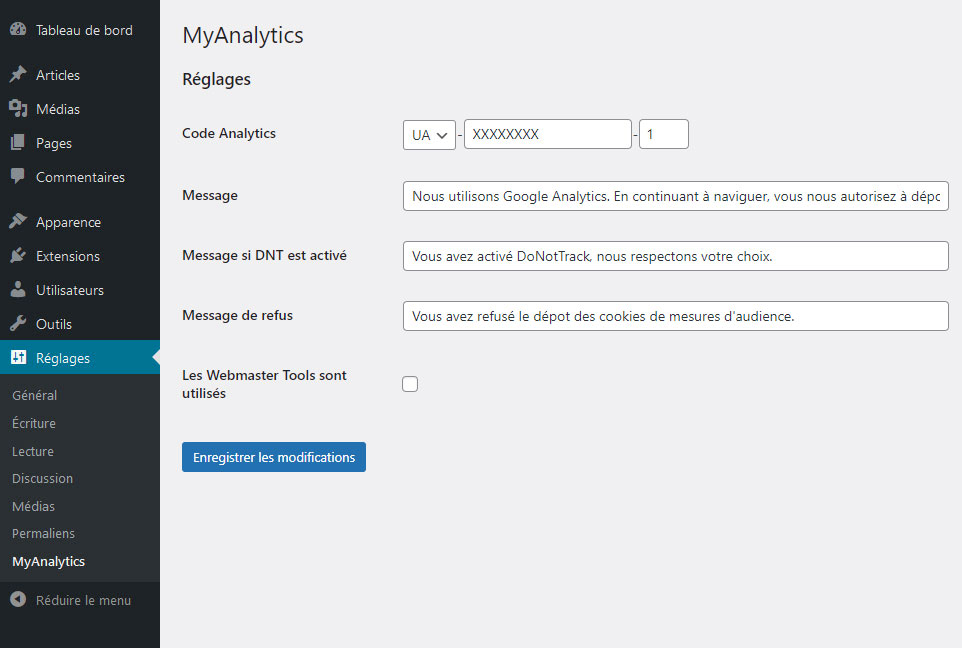 Tableau de bord
Articles
Médias
Pages
Commentaires
Apparence
Extensions
Utilisateurs
Outils
Réglages
Général
Écriture
Lecture
Discussion
Médias
Permaliens
MyAnalytics
Réduire le menu
MyAnalytics
Réglages
Code Analytics
UA - XXXXXXXX - 1
Message
Nous utilisons Google Analytics. En continuant à naviguer, vous nous autorisez à dépo
Message si DNT est activé
Vous avez activé DoNotTrack, nous respectons votre choix.
Message de refus
Vous avez refusé le dépot des cookies de mesures d'audience.
Les Webmaster Tools sont
utilisés
Enregistrer les modifications